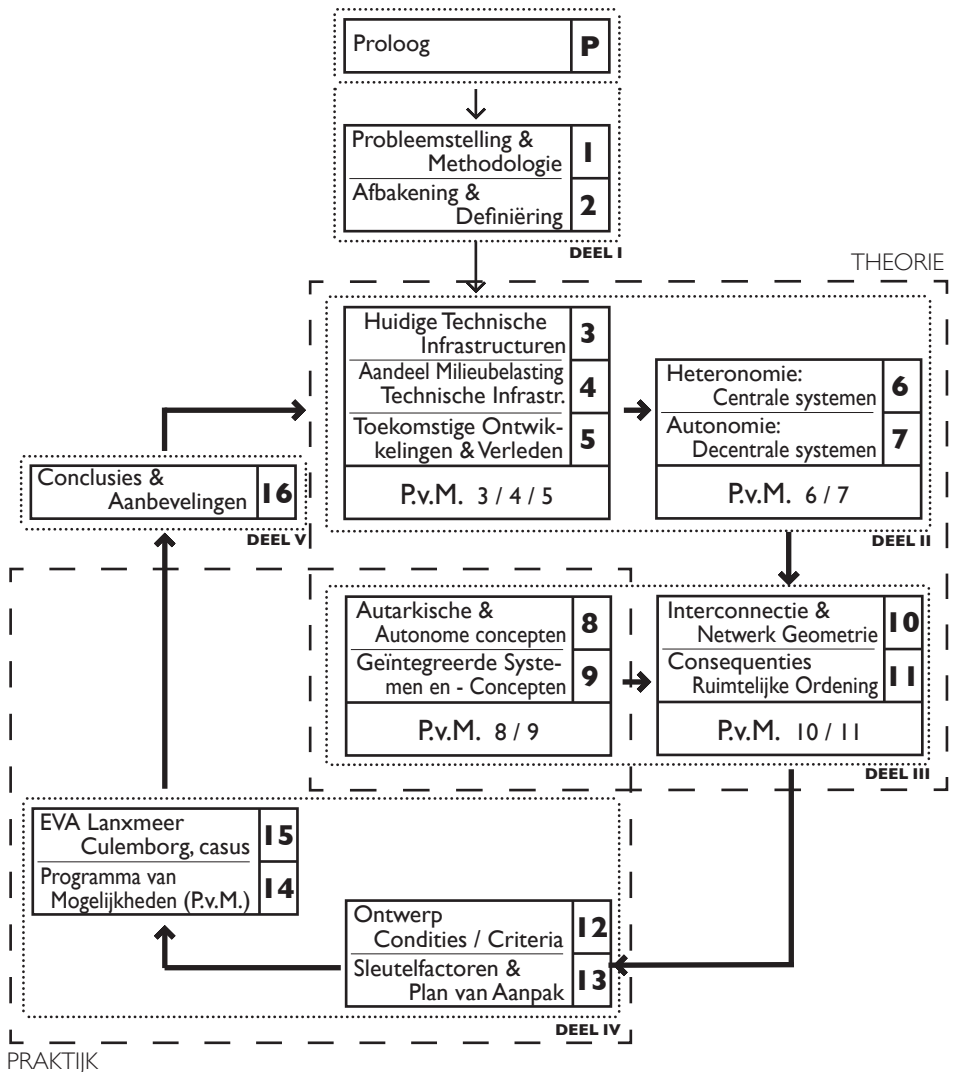 Proloog P
Probleemstelling &
Methodologie 1
Afbakening &
Definiëring 2
DEEL I
THEORIE
Huidige Technische
Infrastructuren 3
Aandeel Milieubelasting
Technische Infrastr. 4
Toekomstige Ontwik-
kelingen & Verleden 5
P.v.M. 3 / 4 / 5
Heteronomie:
Centrale systemen 6
Autonomie:
Decentrale systemen 7
P.v.M. 6 / 7
DEEL II
Conclusies &
Aanbevelingen 16
DEEL V
Autarkische &
Autonome concepten 8
Geïntegreerde Syste-
men en - Concepten 9
P.v.M. 8 / 9
Interconnectie &
Netwerk Geometrie 10
Consequenties
Ruimtelijke Ordening 11
P.v.M. 10 / 11
DEEL III
EVA Lanxmeer
Culemborg, casus 15
Programma van
Mogelijkheden (P.v.M.) 14
Ontwerp
Condities / Criteria 12
Sleutelfactoren &
Plan van Aanpak 13
DEEL IV
PRAKTIJK